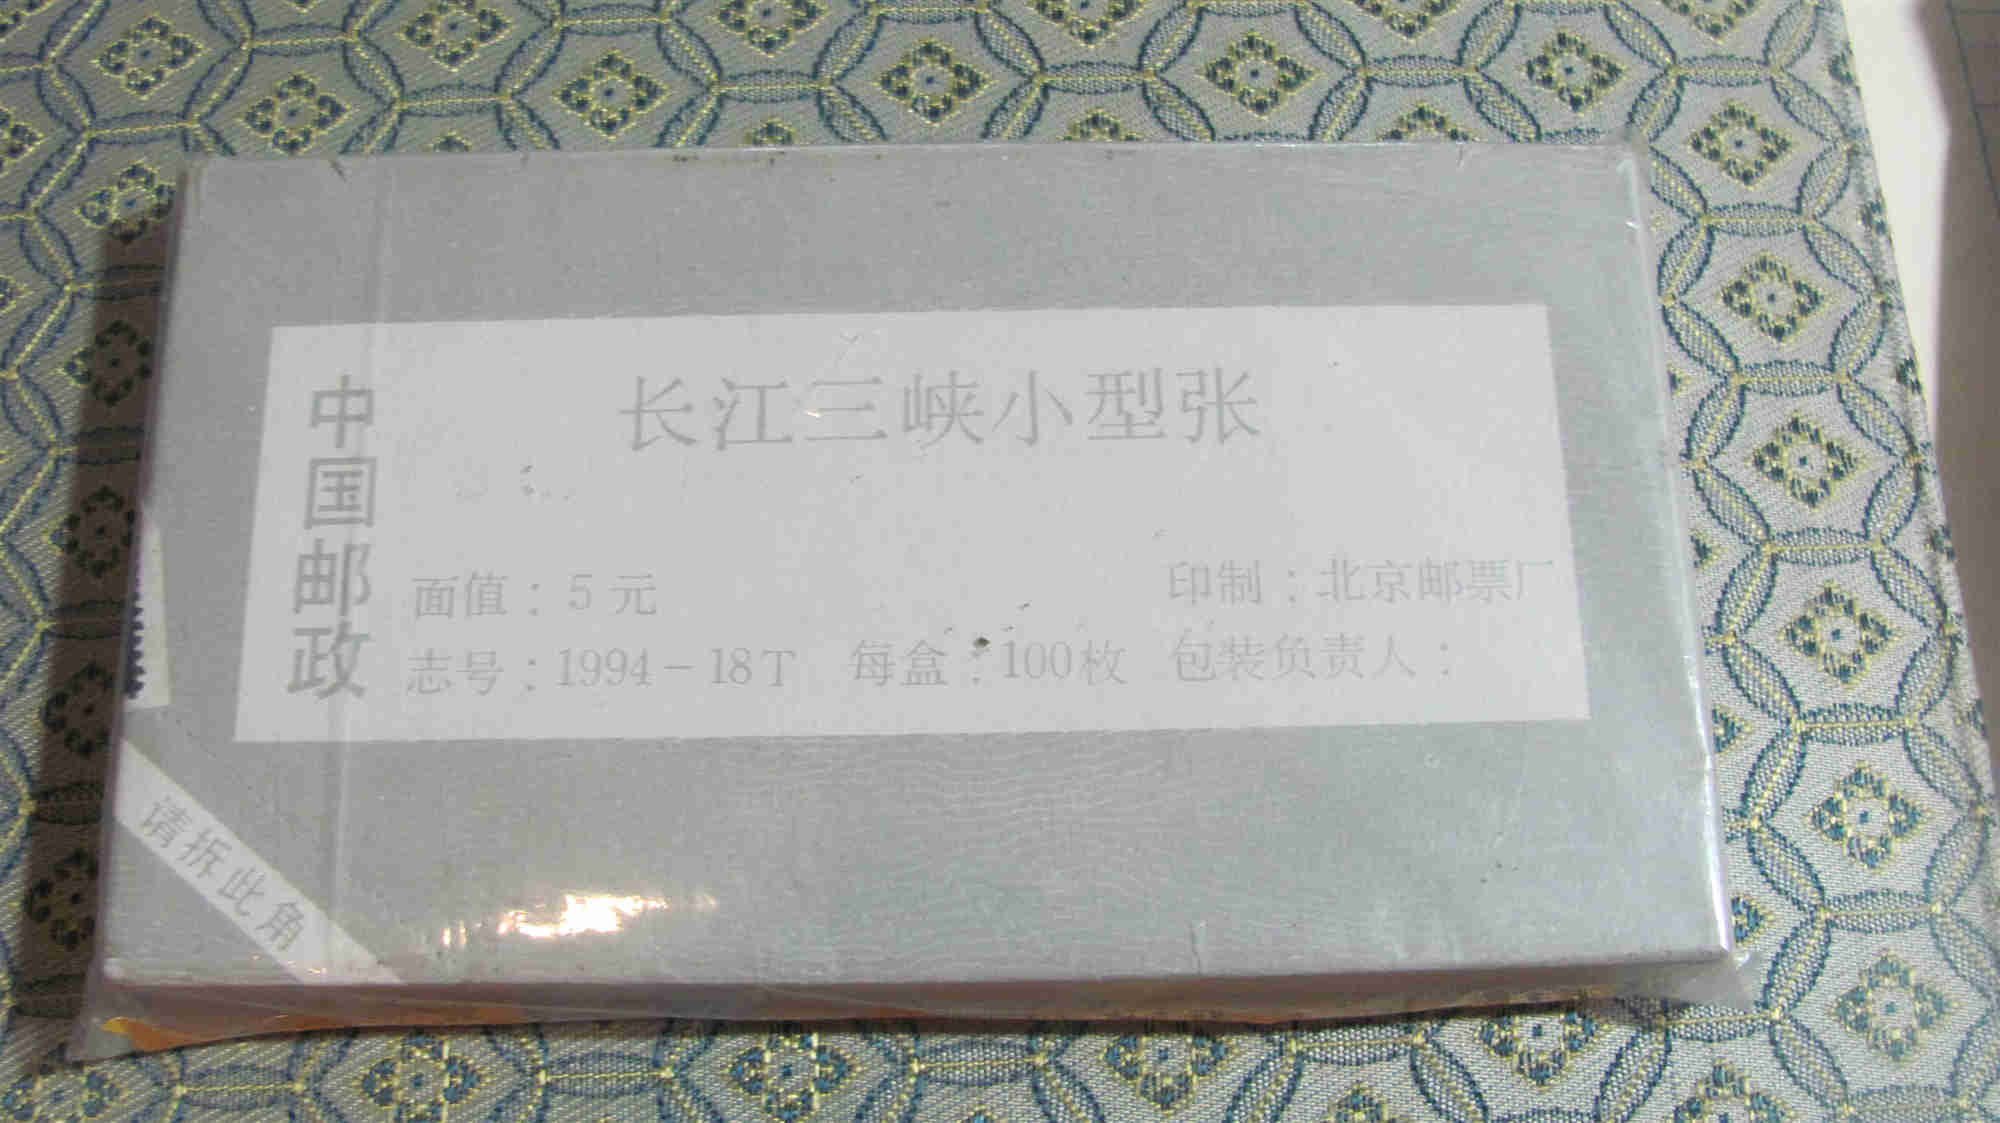 中国邮政
长江三峡小型张
面值：5元
印制：北京邮票厂
志号：1994－18T 每盒：100枚 包装负责人：
请拆此角